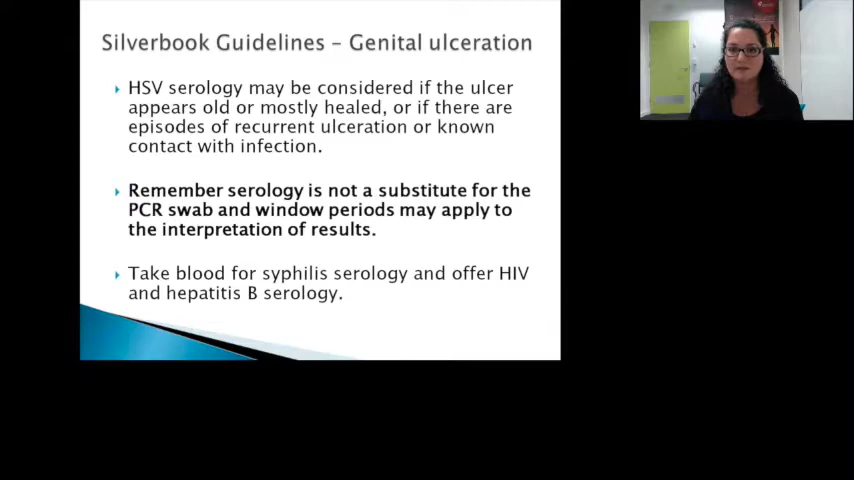 Silverbook Guidelines – Genital ulceration
HSV serology may be considered if the ulcer
appears old or mostly healed, or if there are
episodes of recurrent ulceration or known
contact with infection.
Remember serology is not a substitute for the
PCR swab and window periods may apply to
the interpretation of results.
Take blood for syphilis serology and offer HIV
and hepatitis B serology.